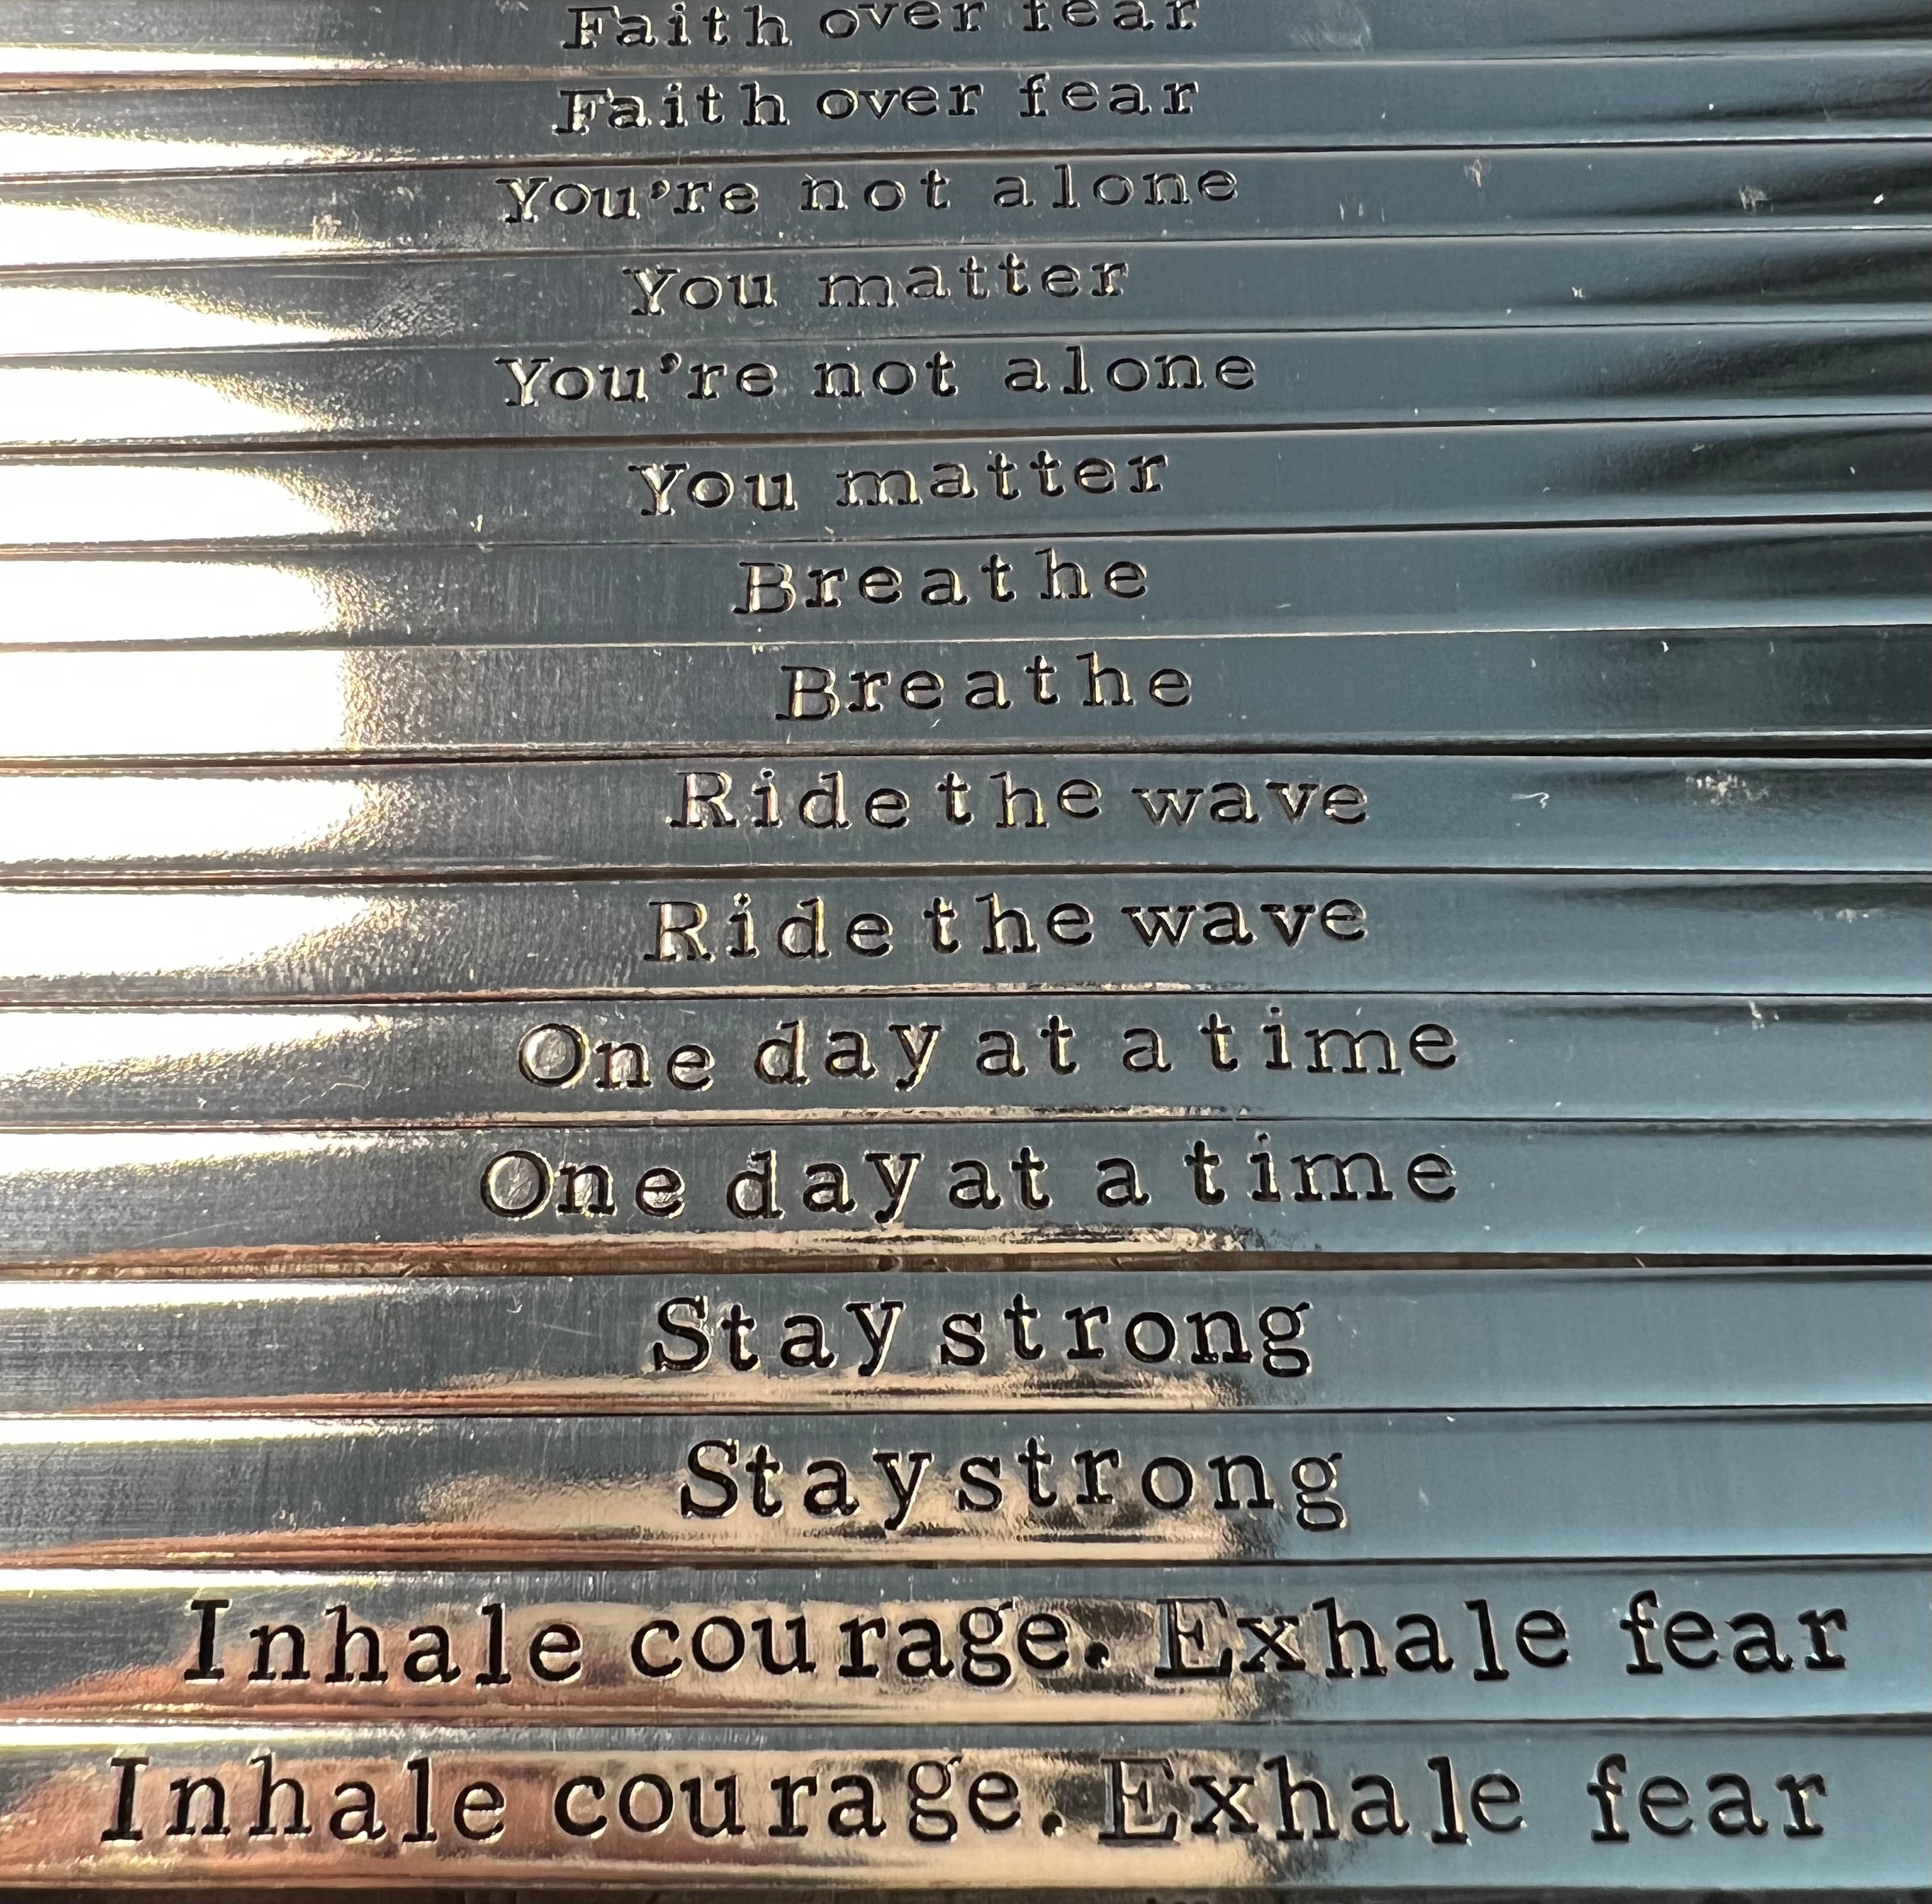 Faith over fear
Faith over fear
You're not alone
You matter
You're not alone
You matter
Breathe
Breathe
Ride the wave
Ride the wave
One day at a time
One day at a time
Stay strong
Stay strong
Inhale courage. Exhale fear
Inhale courage. Exhale fear